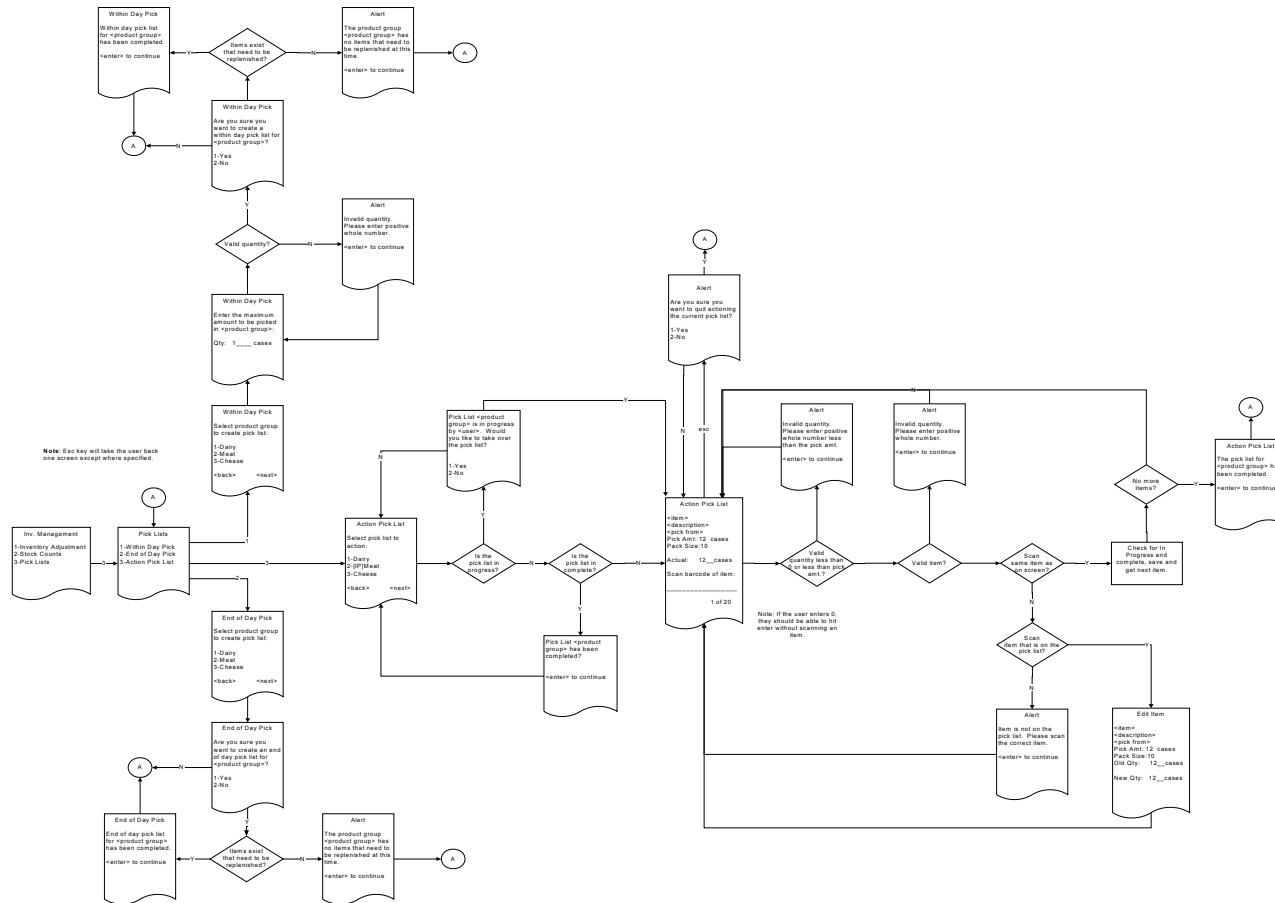 Within Day Pick
Within day pick list
for <product group>
has been completed.
<enter> to continue
Y
Items exist
that need to be
replenished?
N
Alert
The product group
<product group> has
no items that need to
be replenished at this
time.
<enter> to continue
A
Within Day Pick
Are you sure you
want to create a
within day pick list for
<product group>?
1-Yes
2-No
N
A
Y
Valid quantity?
N
Alert
Invalid quantity.
Please enter positive
whole number.
<enter> to continue
Within Day Pick
Enter the maximum
amount to be picked
in <product group>:
Qty: 1____ cases
Within Day Pick
Select product group
to create pick list:
1-Dairy
2-Meat
3-Cheese
<back> <next>
Note: Esc key will take the user back
one screen except where specified.
A
Inv. Management
1-Inventory Adjustment
2-Stock Counts
3-Pick Lists
3
Pick Lists
1-Within Day Pick
2-End of Day Pick
3-Action Pick List
1
3
2
End of Day Pick
Select product group
to create pick list:
1-Dairy
2-Meat
3-Cheese
<back> <next>
End of Day Pick
Are you sure you
want to create an end
of day pick list for
<product group>?
1-Yes
2-No
N
A
Y
End of Day Pick
End of day pick list
for <product group>
has been completed.
<enter> to continue
Y
Items exist
that need to be
replenished?
N
Alert
The product group
<product group> has
no items that need to
be replenished at this
time.
<enter> to continue
A
Pick List <product
group> is in progress
by <user>. Would
you like to take over
the pick list?
1-Yes
2-No
Y
N
Action Pick List
Select pick list to
action:
1-Dairy
2-[IP]Meat
3-Cheese
<back> <next>
Y
Is the
pick list in
progress?
N
Is the
pick list in
complete?
N
Y
Pick List <product
group> has been
completed?
<enter> to continue
A
Y
Alert
Are you sure you
want to quit actioning
the current pick list?
1-Yes
2-No
N
esc
Action Pick List
<item>
<description>
<pick from>
Pick Amt: 12 cases
Pack Size:10
Actual: 12__cases
Scan barcode of item:
___________________
1 of 20
N
Alert
Invalid quantity.
Please enter positive
whole number less
than the pick amt.
<enter> to continue
Valid
quantity less than
0 or less than pick
amt.?
Note: If the user enters 0,
they should be able to hit
enter without scanning an
item.
Alert
Invalid quantity.
Please enter positive
whole number.
<enter> to continue
Valid item?
Scan
same item as
on screen?
Y
N
Check for In
Progress and
complete, save and
get next item.
No more
items?
Y
A
Action Pick List
The pick list for
<product group> ha
been completed.
<enter> to continue
Scan
item that is on the
pick list?
Y
N
Alert
Item is not on the
pick list. Please scan
the correct item.
<enter> to continue
Edit Item
<item>
<description>
<pick from>
Pick Amt: 12 cases
Pack Size:10
Old Qty: 12__cases
New Qty: 12__cases